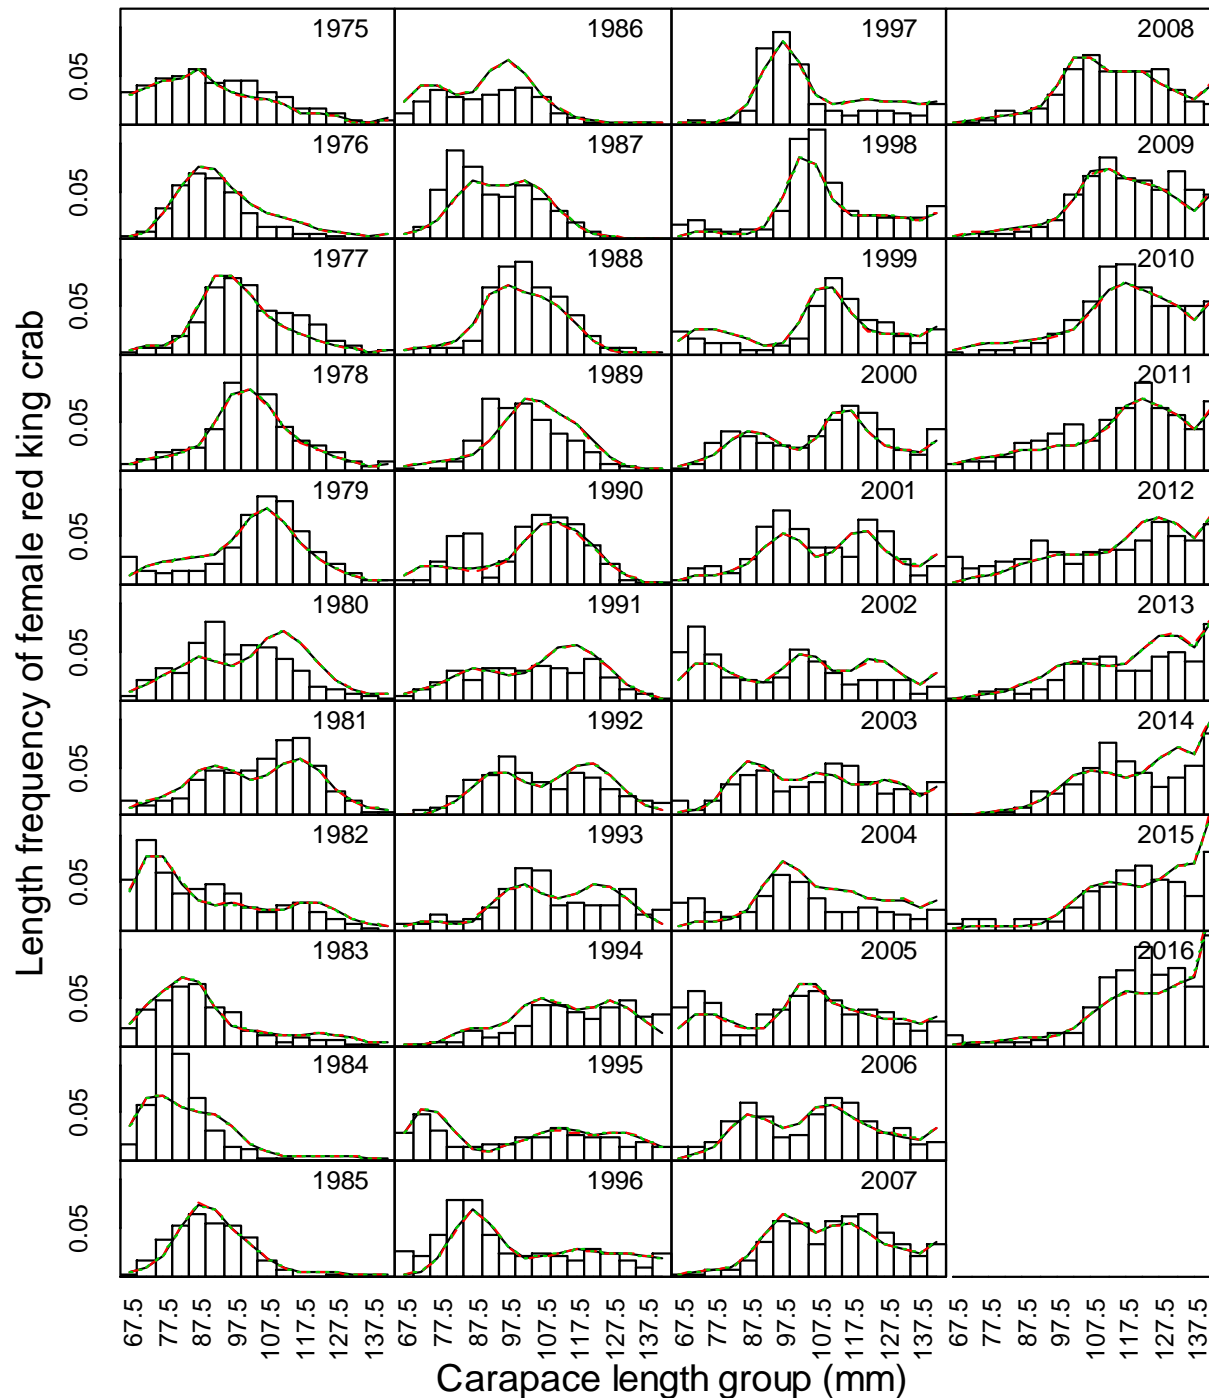 Length frequency of female red king crab
1975 1986 1997 2008
0.05
1976 1987 1998 2009
1977 1988 1999 2010
0.05
1978 1989 2000 2011
0.05
1979 1990 2001 2012
0.05
1980 1991 2002 2013
0.05
1981 1992 2003 2014
0.05
1982 1993 2004 2015
0.05
1983 1994 2005 2016
0.05
1984 1995 2006
0.05
1985 1996 2007
0.05
67.5 77.5 87.5 97.5 107.5 117.5 127.5 137.5 67.5 77.5 87.5 97.5 107.5 117.5 127.5 137.5 67.5 77.5 87.5 97.5 107.5 117.5 127.5 137.5 67.5 77.5 87.5 97.5 107.5 117.5 127.5 137.5
Carapace length group (mm)